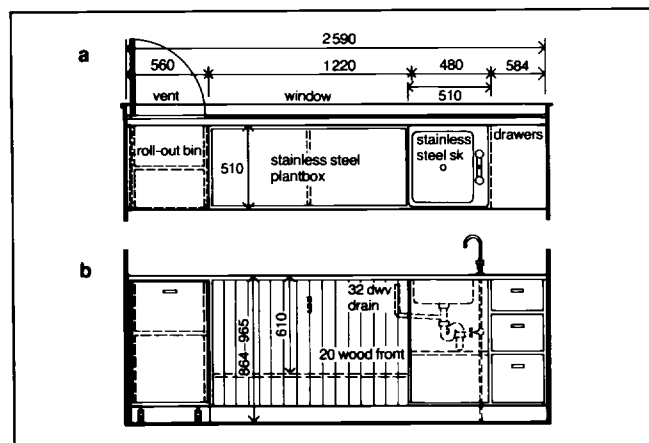 a
2590
560 1220 480 584
vent window 510
roll-out bin
510
stainless steel
plantbox
stainless
steel sk
drawers
b
864–965
610
32 dwv
drain
20 wood front